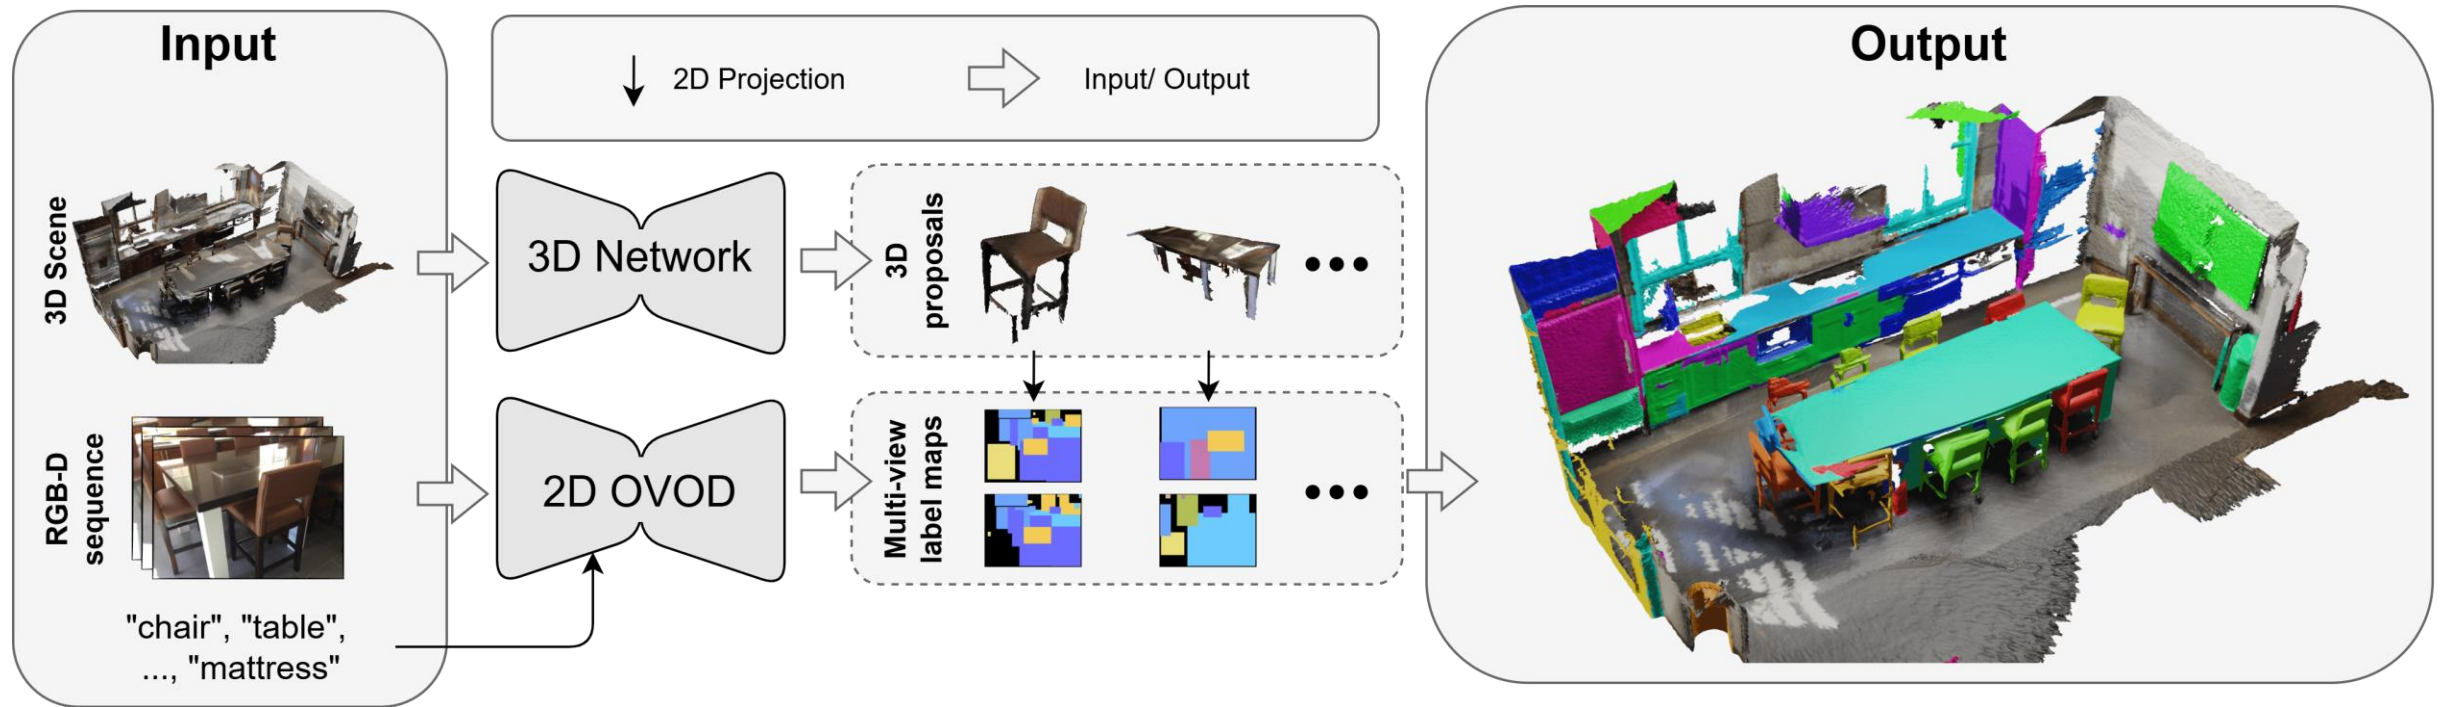 Input
3D Scene
RGB-D
sequence
"chair", "table",
..., "mattress"
2D Projection
Input/ Output
3D Network
2D OVOD
3D
proposals
Multi-view
label maps
Output